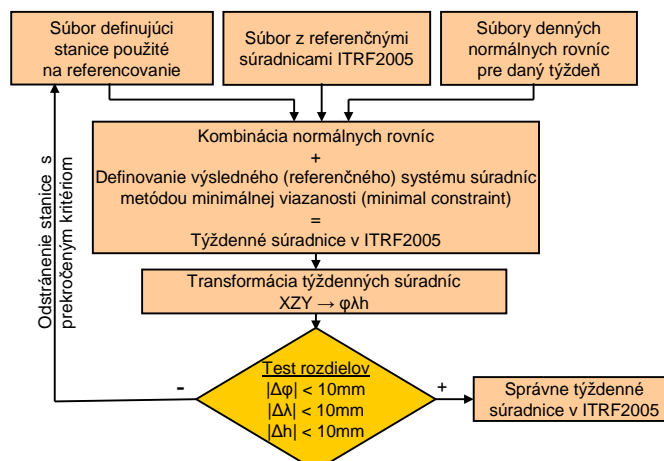 Súbor definujúci
stanice použité
na referencovanie
Súbor z referenčnými
súradnicami ITRF2005
Súbory denných
normálnych rovníc
pre daný týždeň
Kombinácia normálnych rovníc
+
Definovanie výsledného (referenčného) systému súradníc
metódou minimálnej viazanosti (minimal constraint)
=
Týždenné súradnice v ITRF2005
Odstránenie stanice s
prekročeným kritériom
Transformácia týždenných súradníc
XZY → φλh
Test rozdielov
|Δφ| < 10mm
|Δλ| < 10mm
|Δh| < 10mm
-
+
Správne týždenné
súradnice v ITRF2005